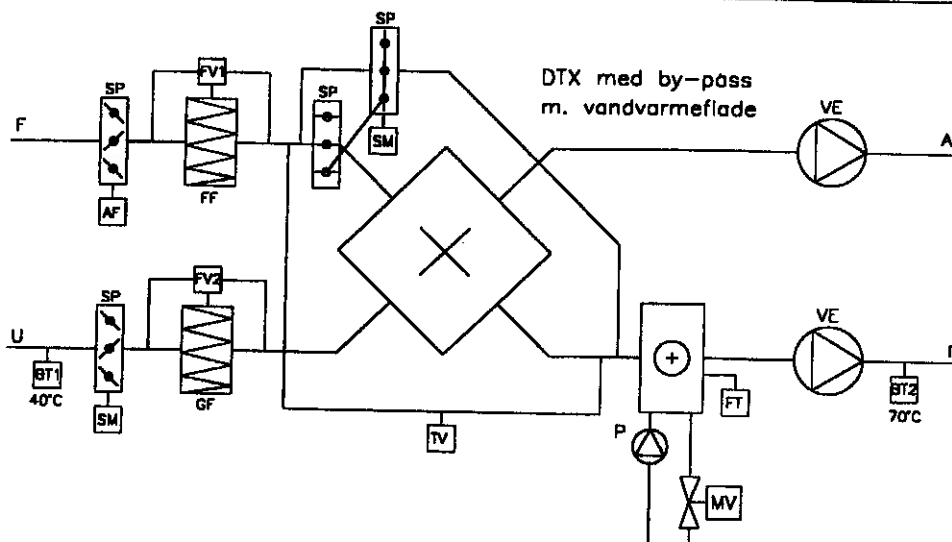 SP
FV1
SP
SP
DTX med by-pass
m. vandvarmeflade
VE
F
A
SM
AF
FF
FV2
SP
VE
U
BT1
40°C
SM
GF
TV
FT
BT2
70°C
P
MV